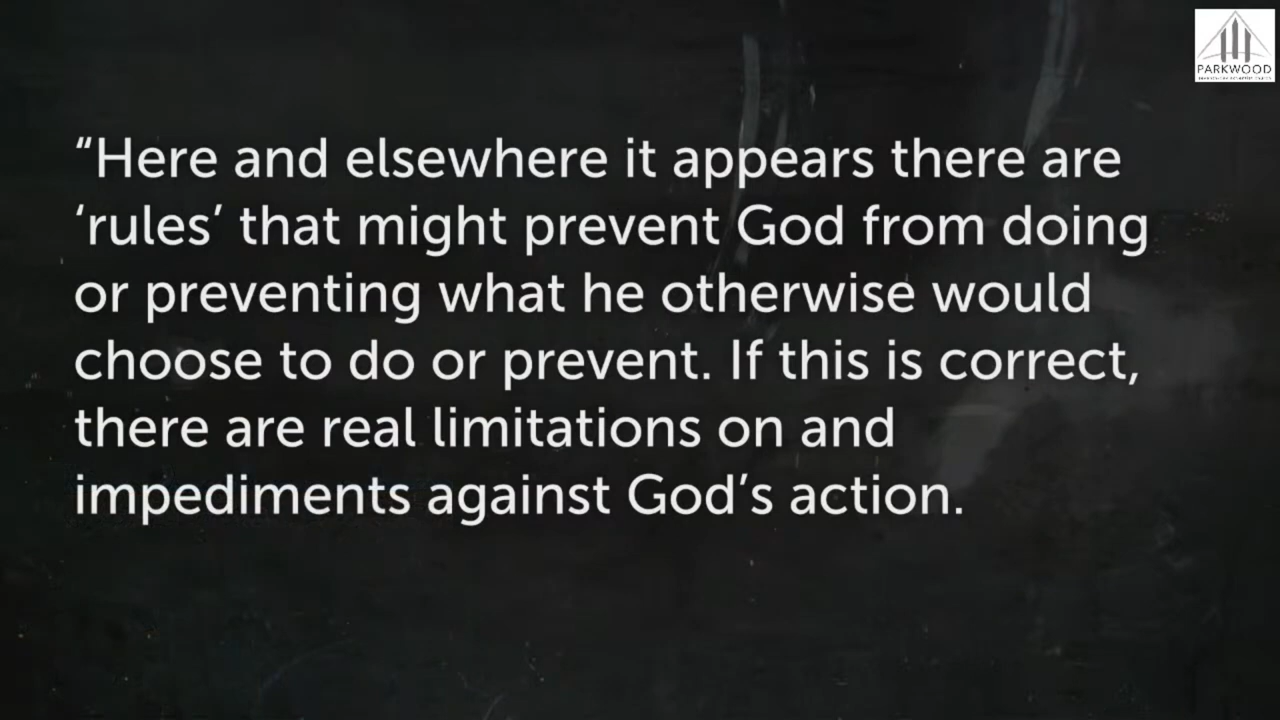 PARKWOOD
“Here and elsewhere it appears there are
‘rules’ that might prevent God from doing
or preventing what he otherwise would
choose to do or prevent. If this is correct,
there are real limitations on and
impediments against God’s action.